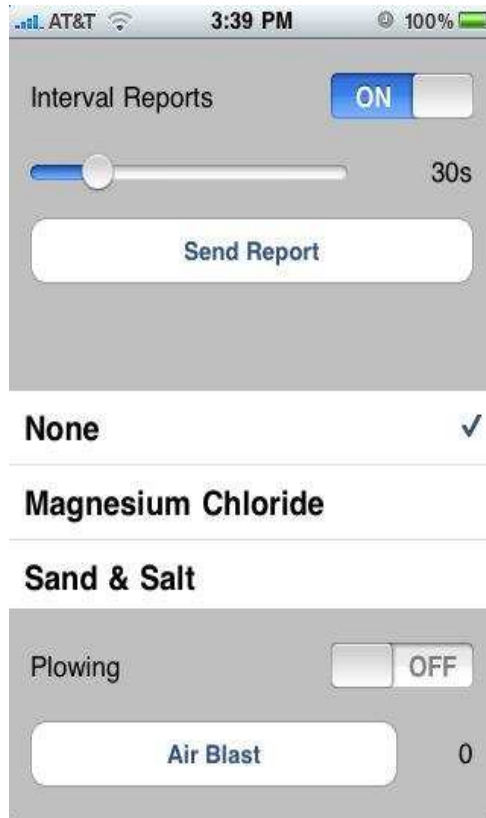 AT&T 3:39 PM 100%
Interval Reports ON
30s
Send Report
None
Magnesium Chloride
Sand & Salt
Plowing OFF
Air Blast 0